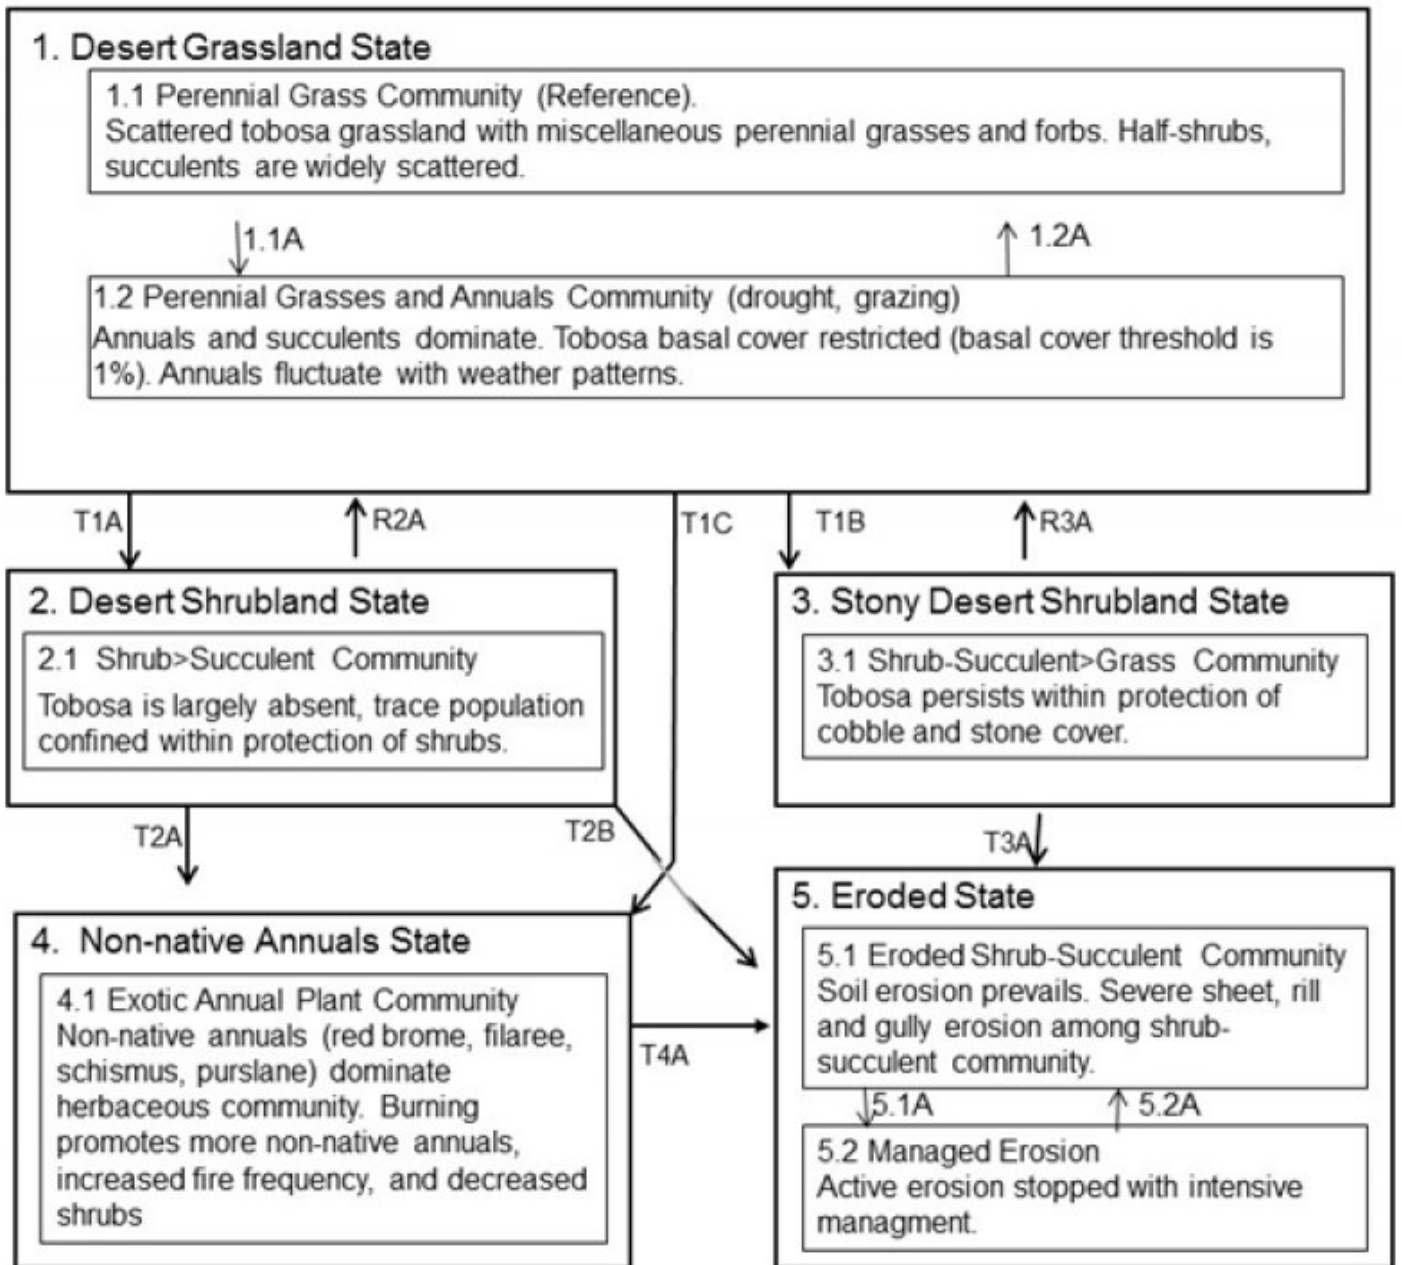 1. Desert Grassland State
1.1 Perennial Grass Community (Reference).
Scattered tobosa grassland with miscellaneous perennial grasses and forbs. Half-shrubs,
succulents are widely scattered.
1.1A
1.2A
1.2 Perennial Grasses and Annuals Community (drought, grazing)
Annuals and succulents dominate. Tobosa basal cover restricted (basal cover threshold is
1%). Annuals fluctuate with weather patterns.
T1A
R2A
T1C
T1B
R3A
2. Desert Shrubland State
2.1 Shrub>Succulent Community
Tobosa is largely absent, trace population
confined within protection of shrubs.
3. Stony Desert Shrubland State
3.1 Shrub-Succulent>Grass Community
Tobosa persists within protection of
cobble and stone cover.
T2A
T2B
T3A
4. Non-native Annuals State
4.1 Exotic Annual Plant Community
Non-native annuals (red brome, filaree,
schismus, purslane) dominate
herbaceous community. Burning
promotes more non-native annuals,
increased fire frequency, and decreased
shrubs
T4A
5. Eroded State
5.1 Eroded Shrub-Succulent Community
Soil erosion prevails. Severe sheet, rill
and gully erosion among shrub-
succulent community.
5.1A
5.2A
5.2 Managed Erosion
Active erosion stopped with intensive
managment.